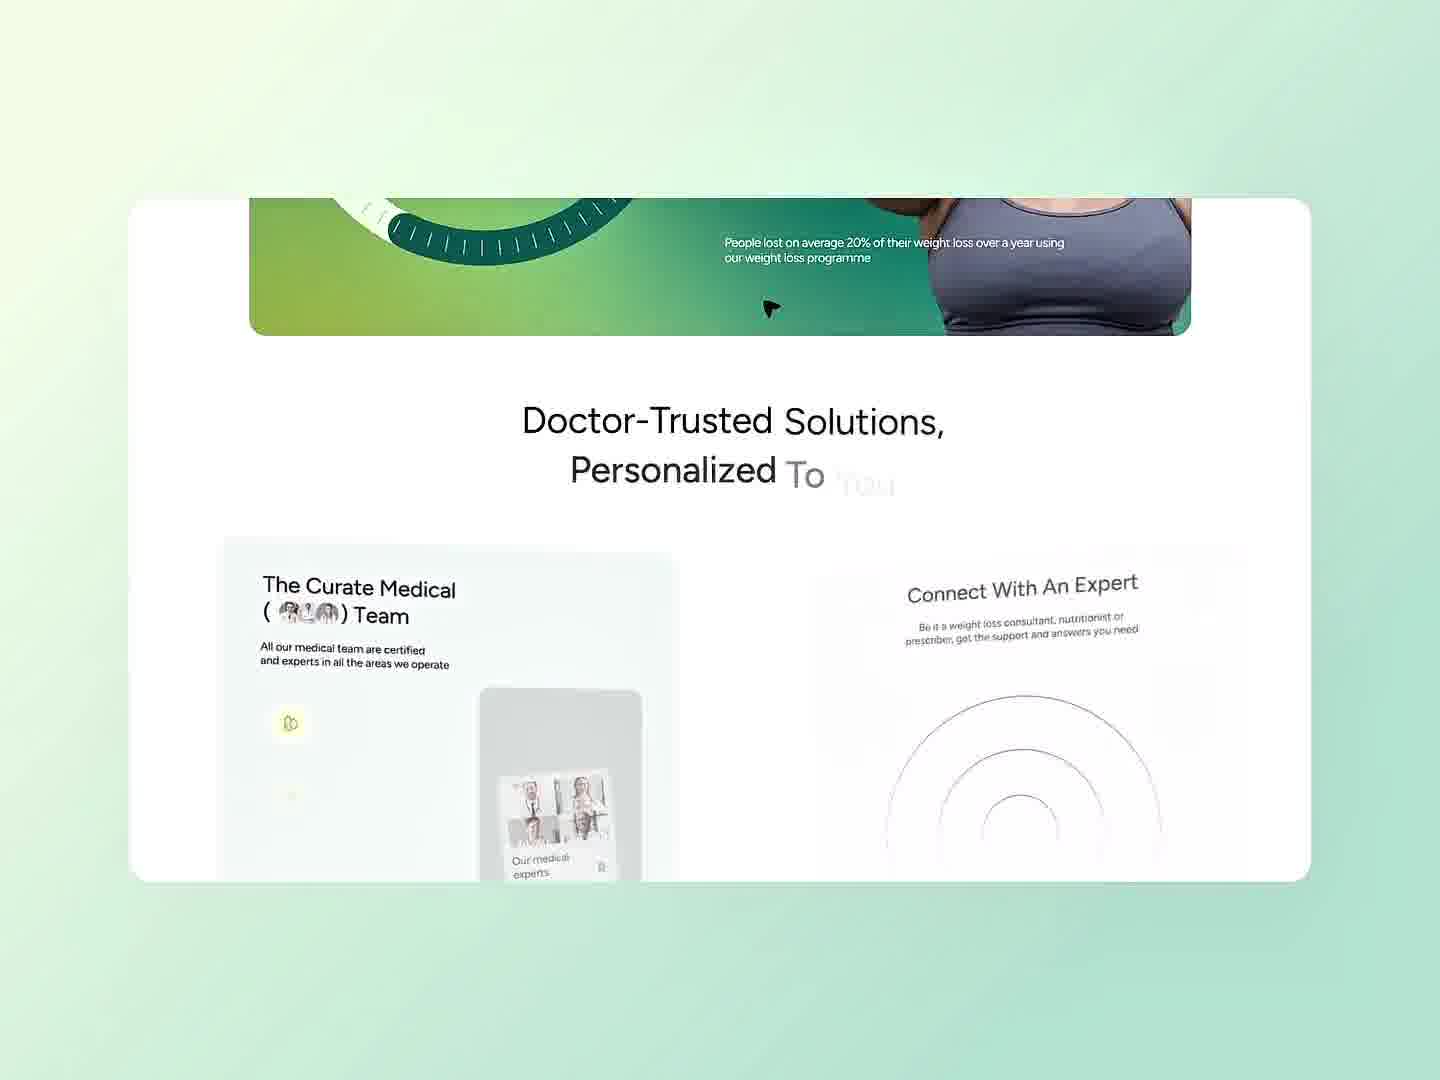 People lost on average 20% of their weight loss over a year using
our weight loss programme
Doctor-Trusted Solutions,
Personalized To You
The Curate Medical
( ) Team
All our medical team are certified
and experts in all the areas we operate
Our medical
experts
Connect With An Expert
Be it a weight loss consultant, nutritionist or
prescriber, get the support and answers you need